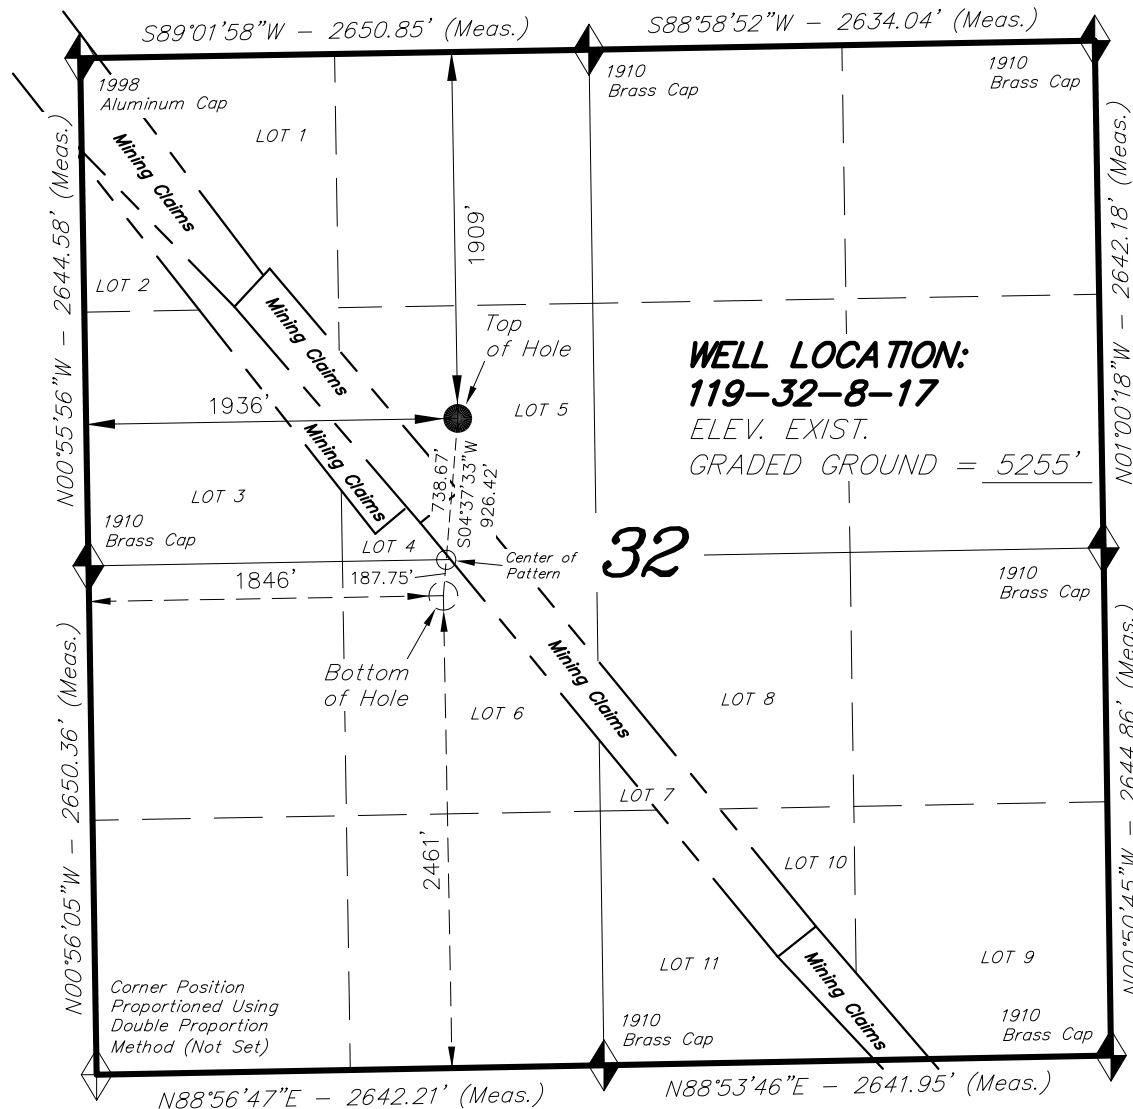 S89°01'58"W - 2650.85' (Meas.)
S88°58'52"W - 2634.04' (Meas.)
1998
Aluminum Cap
1910
Brass Cap
1910
Brass Cap
LOT 1
Mining Claims
N00°55'56"W - 2644.58' (Meas.)
N01°00'18"W - 2642.18' (Meas.)
1909'
LOT 2
Mining Claims
Top
of Hole
WELL LOCATION:
119-32-8-17
ELEV. EXIST.
GRADED GROUND = 5255'
1936'
LOT 5
Mining Claims
738.67'
S04°37'33"W
926.42'
LOT 3
1910
Brass Cap
LOT 4
Center of
Pattern
32
1846'
187.75'
1910
Brass Cap
Bottom
of Hole
Mining Claims
LOT 6
LOT 8
N00°56'05"W - 2650.36' (Meas.)
N00°50'45"W - 2644.86' (Meas.)
LOT 7
2461'
LOT 10
LOT 11
Mining Claims
LOT 9
Corner Position
Proportioned Using
Double Proportion
Method (Not Set)
1910
Brass Cap
1910
Brass Cap
N88°56'47"E - 2642.21' (Meas.)
N88°53'46"E - 2641.95' (Meas.)